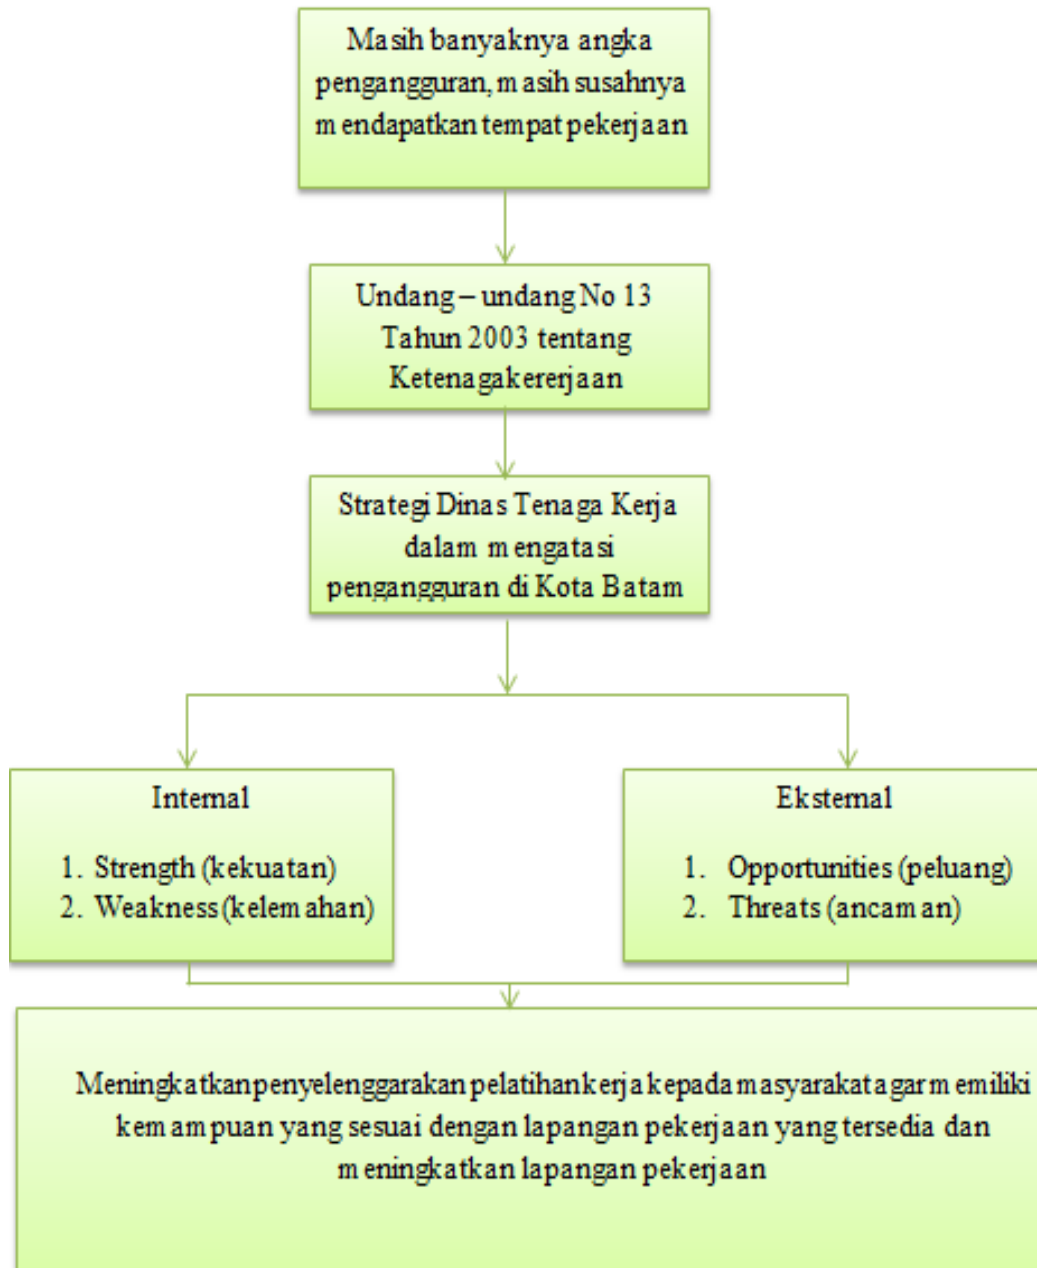 Masih banyaknya angka
pengangguran, masih susahnya
mendapatkan tempat pekerjaan
Undang – undang No 13
Tahun 2003 tentang
Ketenagakererjaan
Strategi Dinas Tenaga Kerja
dalam mengatasi
pengangguran di Kota Batam
Internal
1. Strength (kekuatan)
2. Weakness (kelemahan)
Eksternal
1. Opportunities (peluang)
2. Threats (ancaman)
Meningkatkan penyelenggarakan pelatihan kerja kepada masyarakat agar memiliki
kemampuan yang sesuai dengan lapangan pekerjaan yang tersedia dan
meningkatkan lapangan pekerjaan